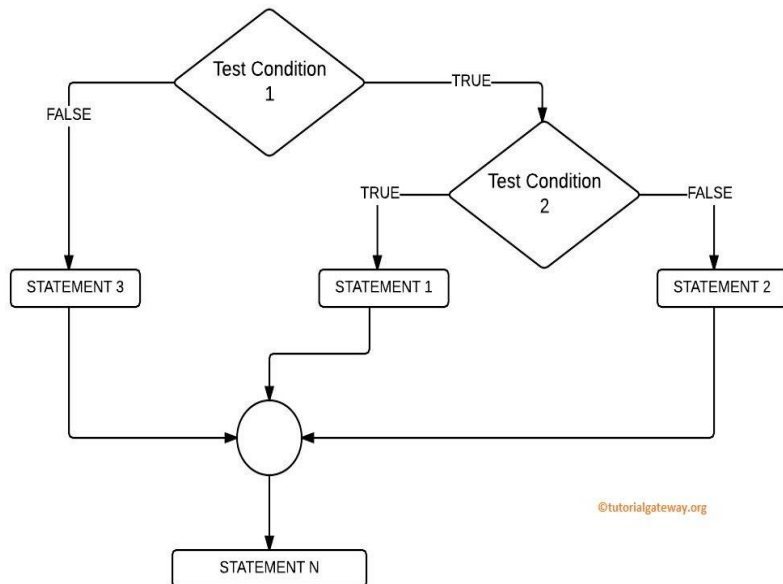 Test Condition
1
TRUE
FALSE
Test Condition
2
TRUE
FALSE
STATEMENT 3
STATEMENT 1
STATEMENT 2
©tutorialgateway.org
STATEMENT N